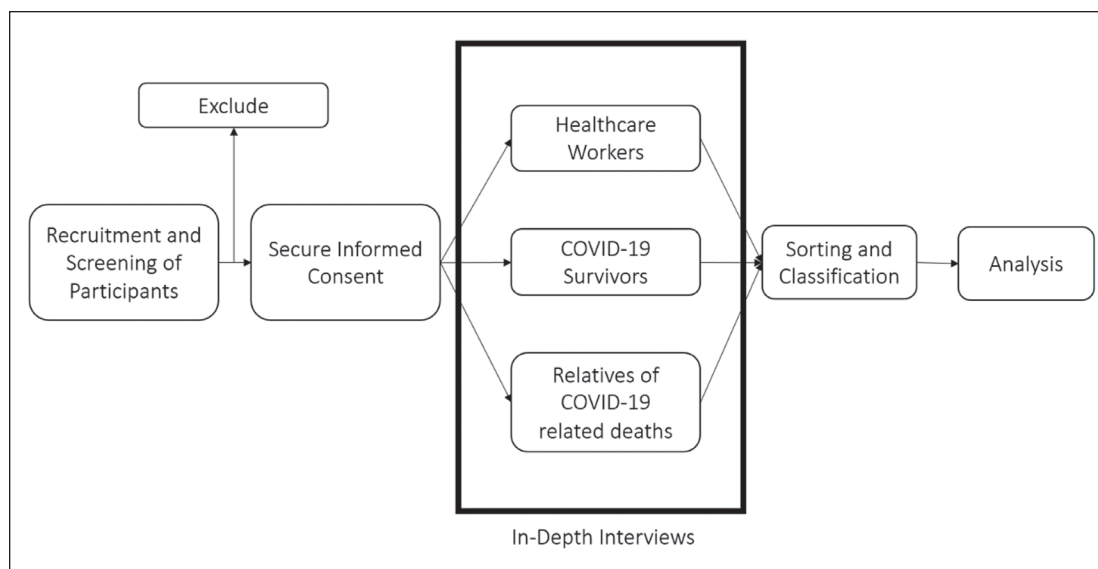 Exclude
Recruitment and
Screening of
Participants
Secure Informed
Consent
Healthcare
Workers
COVID-19
Survivors
Relatives of
COVID-19
related deaths
In-Depth Interviews
Sorting and
Classification
Analysis